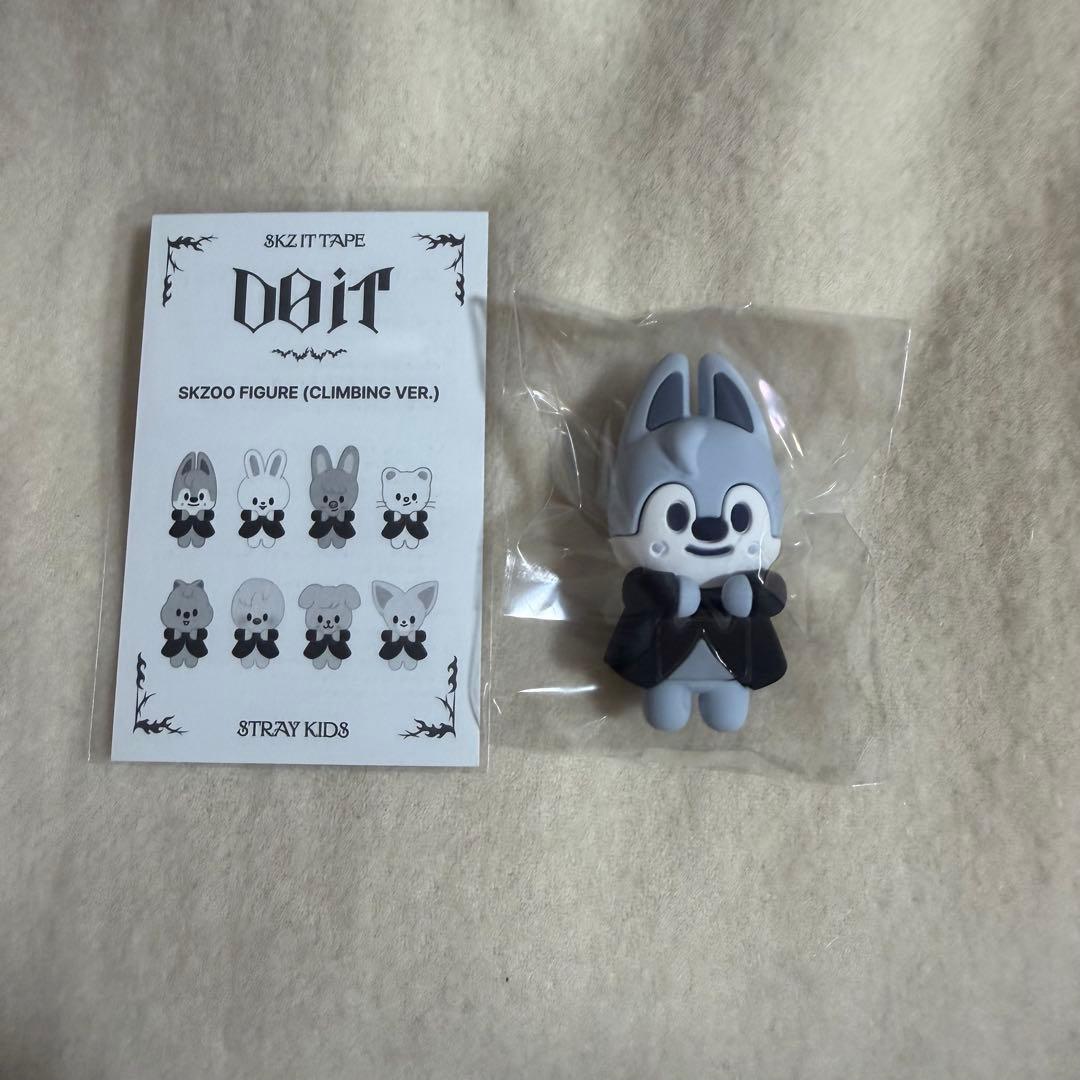 SKZ IT TAPE
DO iT
SKZOO FIGURE (CLIMBING VER.)
STRAY KIDS